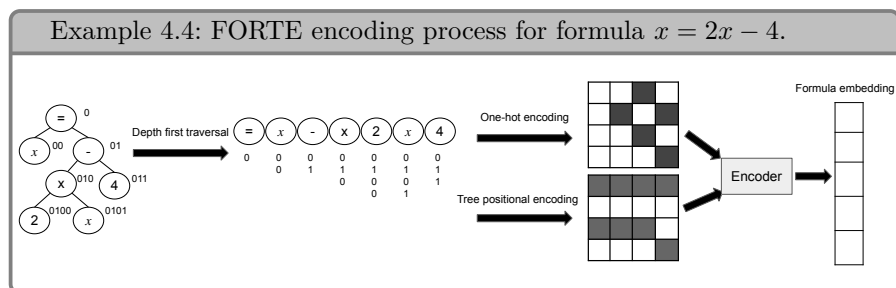 Example 4.4: FORTE encoding process for formula x = 2x − 4.
Formula embedding
One-hot encoding
Depth first traversal
= 0
x 00 - 01
x 010 4 011
2 0100 x 0101
= x - x 2 x 4
0 0 0 0 0 0 0
0 1 1 1 1 1
0 0 0 1
0 1
Tree positional encoding
Encoder